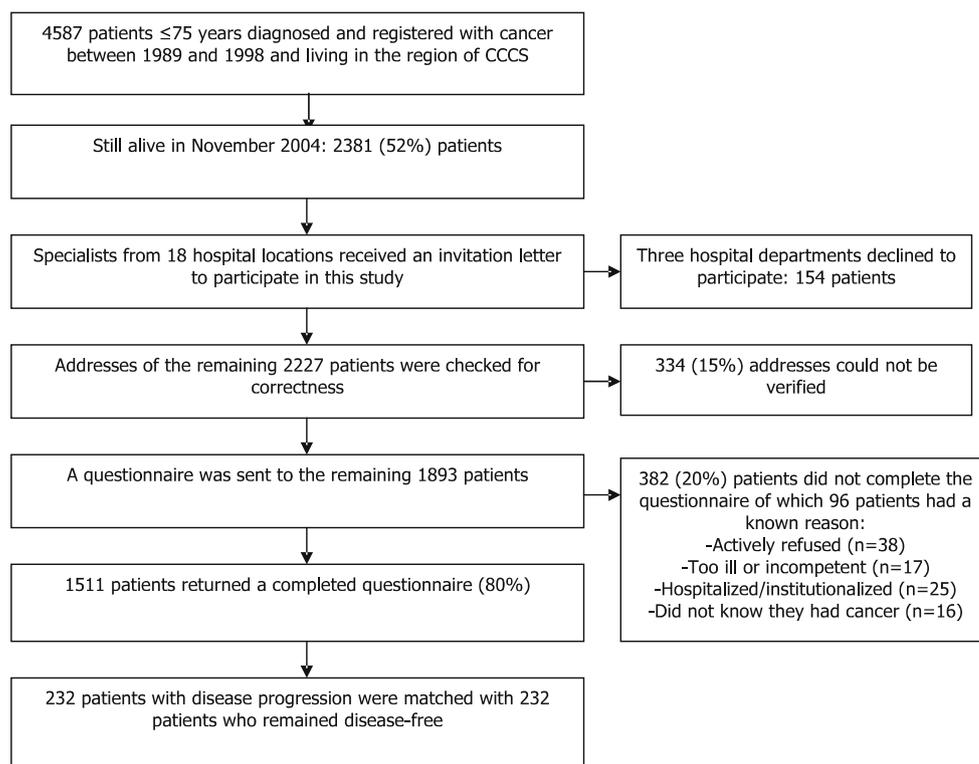 4587 patients ≤75 years diagnosed and registered with cancer
between 1989 and 1998 and living in the region of CCCS
Still alive in November 2004: 2381 (52%) patients
Specialists from 18 hospital locations received an invitation letter
to participate in this study
Three hospital departments declined to
participate: 154 patients
Addresses of the remaining 2227 patients were checked for
correctness
334 (15%) addresses could not be
verified
A questionnaire was sent to the remaining 1893 patients
382 (20%) patients did not complete the
questionnaire of which 96 patients had a
known reason:
-Actively refused (n=38)
-Too ill or incompetent (n=17)
-Hospitalized/institutionalized (n=25)
-Did not know they had cancer (n=16)
1511 patients returned a completed questionnaire (80%)
232 patients with disease progression were matched with 232
patients who remained disease-free